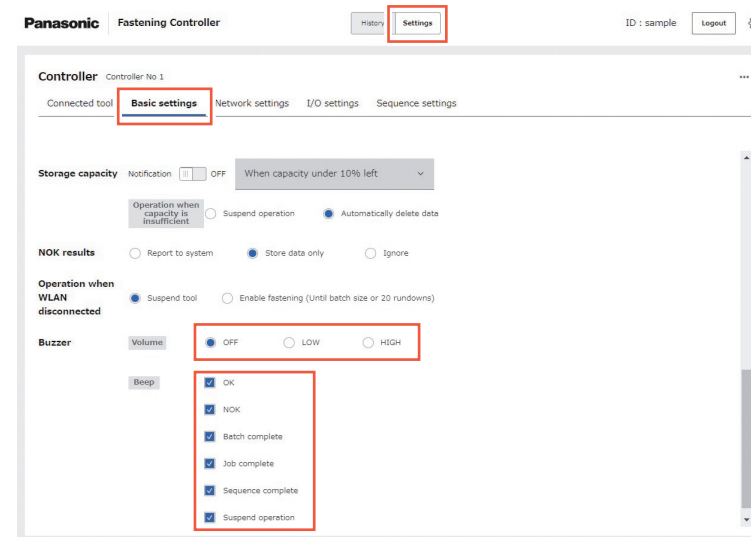 Panasonic Fastening Controller History Settings ID : sample Logout
Controller Controller No 1 ...
Connected tool Basic settings Network settings I/O settings Sequence settings
Storage capacity Notification OFF When capacity under 10% left
Operation when
capacity is
insufficient
Suspend operation Automatically delete data
NOK results Report to system Store data only Ignore
Operation when
WLAN
disconnected
Suspend tool Enable fastening (Until batch size or 20 rundowns)
Buzzer Volume OFF LOW HIGH
Beep OK
NOK
Batch complete
Job complete
Sequence complete
Suspend operation